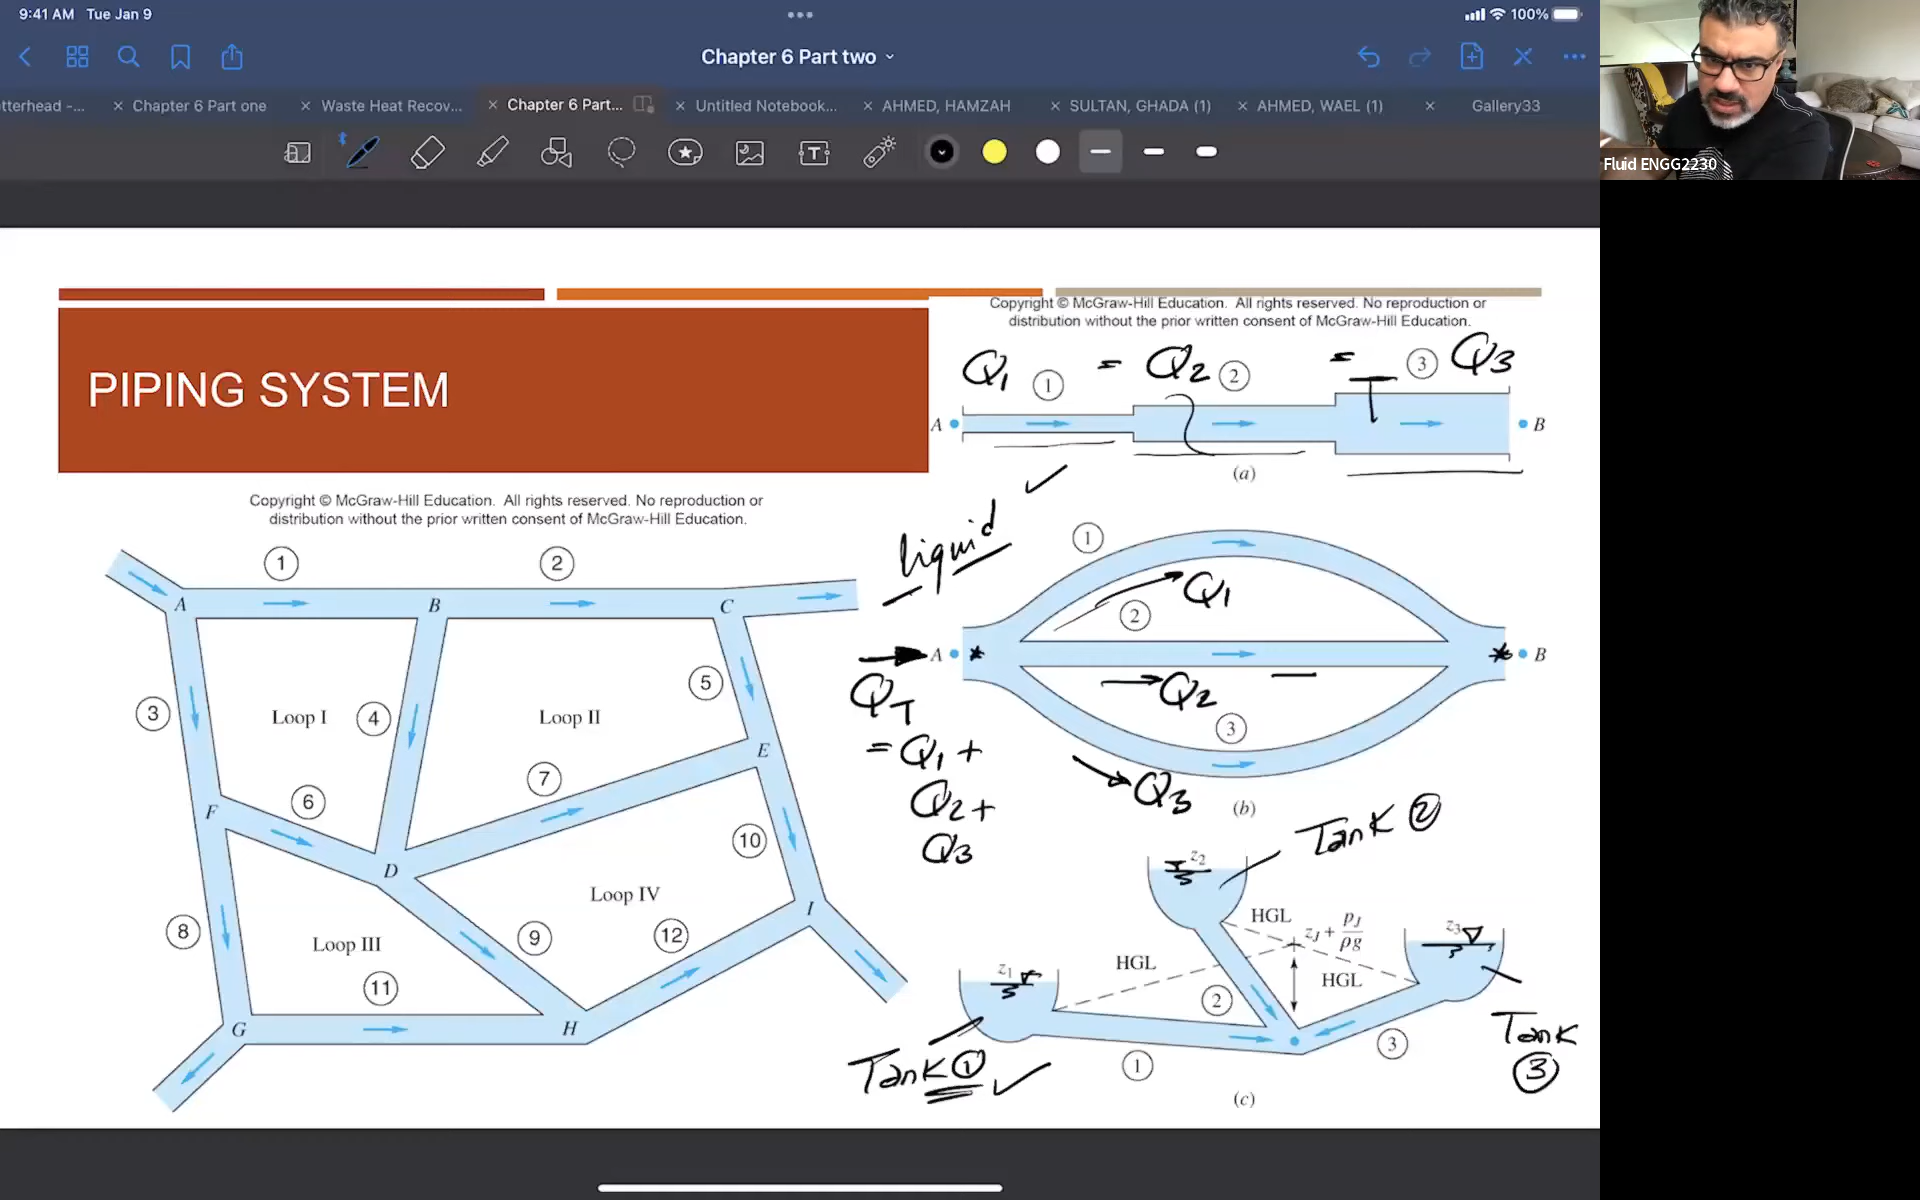 9:41 AM Tue Jan 9
100%
Chapter 6 Part two
tterhead -...
Chapter 6 Part one
Waste Heat Recov...
Chapter 6 Part...
Untitled Notebook...
AHMED, HAMZAH
SULTAN, GHADA (1)
AHMED, WAEL (1)
Gallery33
Fluid ENGG2230
PIPING SYSTEM
Copyright © McGraw-Hill Education. All rights reserved. No reproduction or
distribution without the prior written consent of McGraw-Hill Education.
Q1 1 = Q2 2 = 3 Q3
A B
(a)
Copyright © McGraw-Hill Education. All rights reserved. No reproduction or
distribution without the prior written consent of McGraw-Hill Education.
1 2
A B C
3 Loop I 4 Loop II 5
E
7
6
F
10
D
Loop IV
8 Loop III 9 12 I
11
G H
liquid
1
Q1
2
A B
QT
Q2
= Q1 +
3
Q2 +
Q3
Q3
(b)
Tank 2
z2
HGL zJ + pJ/ρg
z3
HGL
z1
HGL
2
Tank 1
1
3
Tank
3
(c)